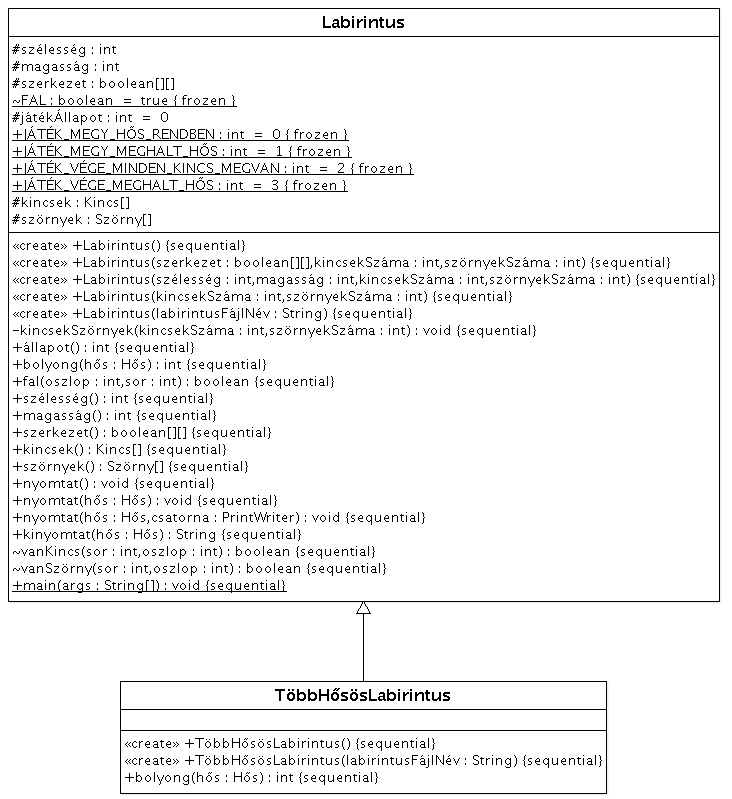 Labirintus
#szélesség : int
#magasság : int
#szerkezet : boolean[][]
~FAL : boolean = true { frozen }
#játékÁllapot : int = 0
+JÁTÉK_MEGY_HŐS_RENDBEN : int = 0 { frozen }
+JÁTÉK_MEGY_MEGHALT_HŐS : int = 1 { frozen }
+JÁTÉK_VÉGE_MINDEN_KINCS_MEGVAN : int = 2 { frozen }
+JÁTÉK_VÉGE_MEGHALT_HŐS : int = 3 { frozen }
#kincsek : Kincs[]
#szörnyek : Szörny[]
«create» +Labirintus() {sequential}
«create» +Labirintus(szerkezet : boolean[][],kincsekSzáma : int,szörnyekSzáma : int) {sequential}
«create» +Labirintus(szélesség : int,magasság : int,kincsekSzáma : int,szörnyekSzáma : int) {sequential}
«create» +Labirintus(kincsekSzáma : int,szörnyekSzáma : int) {sequential}
«create» +Labirintus(labirintusFájlNév : String) {sequential}
-kincsekSzörnyek(kincsekSzáma : int,szörnyekSzáma : int) : void {sequential}
+állapot() : int {sequential}
+bolyong(hős : Hős) : int {sequential}
+fal(oszlop : int,sor : int) : boolean {sequential}
+szélesség() : int {sequential}
+magasság() : int {sequential}
+szerkezet() : boolean[][] {sequential}
+kincsek() : Kincs[] {sequential}
+szörnyek() : Szörny[] {sequential}
+nyomtat() : void {sequential}
+nyomtat(hős : Hős) : void {sequential}
+nyomtat(hős : Hős,csatorna : PrintWriter) : void {sequential}
+kinyomtat(hős : Hős) : String {sequential}
~vanKincs(sor : int,oszlop : int) : boolean {sequential}
~vanSzörny(sor : int,oszlop : int) : boolean {sequential}
+main(args : String[]) : void {sequential}
TöbbHősösLabirintus
«create» +TöbbHősösLabirintus() {sequential}
«create» +TöbbHősösLabirintus(labirintusFájlNév : String) {sequential}
+bolyong(hős : Hős) : int {sequential}